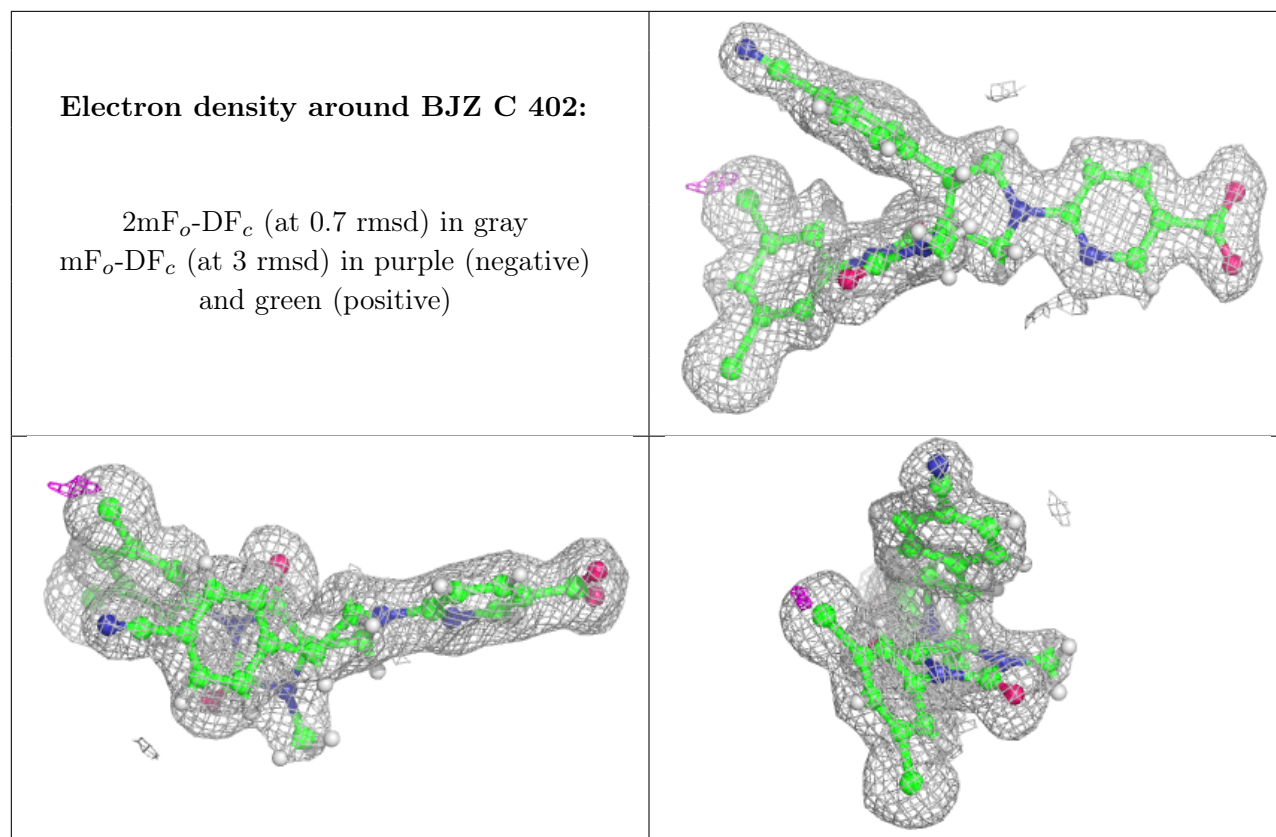 Electron density around BJZ C 402:
2mFo-DFc (at 0.7 rmsd) in gray
mFo-DFc (at 3 rmsd) in purple (negative)
and green (positive)